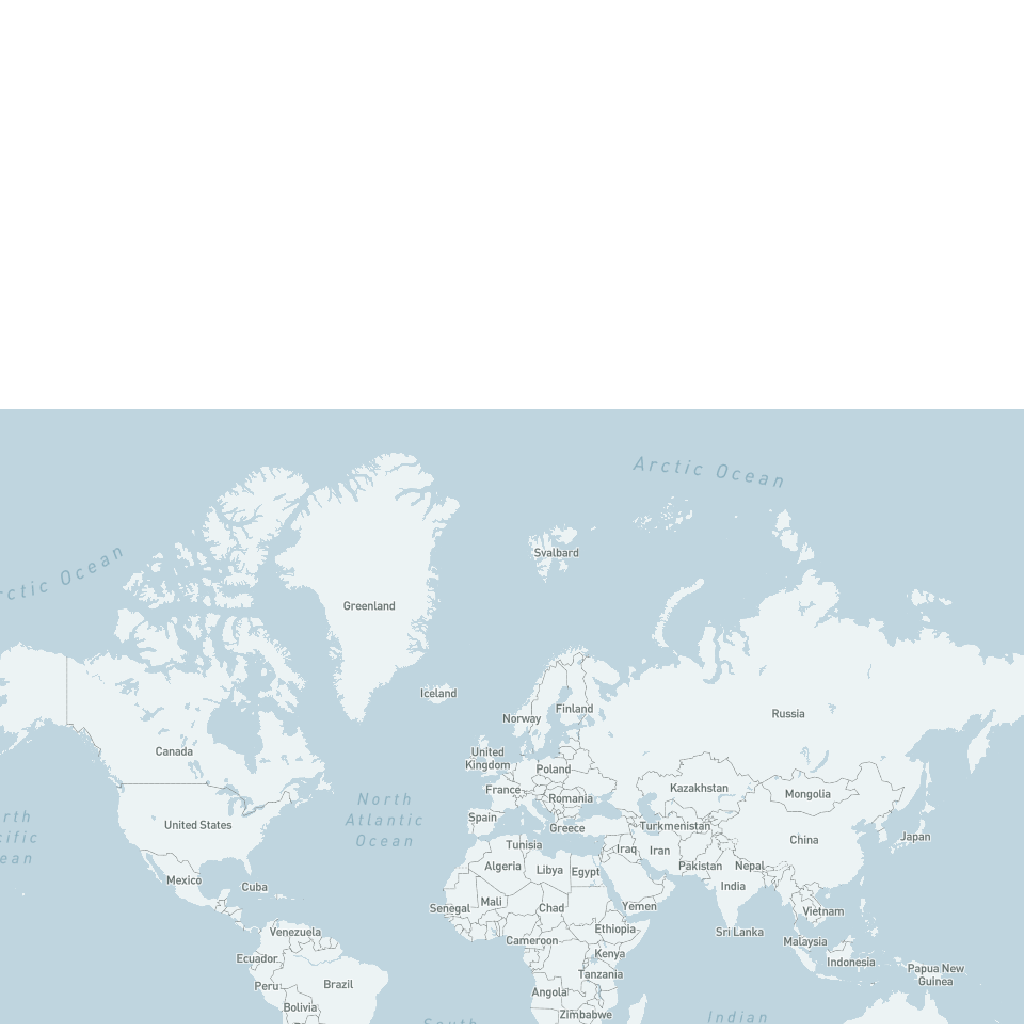 Arctic Ocean
Svalbard
ctic Ocean
Greenland
Iceland
Finland
Norway
Russia
Canada
United
Kingdom
Poland
France
Kazakhstan
Mongolia
Romania
North
Atlantic
Ocean
rth
cific
ean
Spain
United States
Greece
Turkmenistan
China
Japan
Tunisia
Iraq
Iran
Algeria
Libya
Egypt
Pakistan
Nepal
Mexico
Cuba
India
Mali
Senegal
Chad
Yemen
Vietnam
Venezuela
Ethiopia
Sri Lanka
Cameroon
Malaysia
Kenya
Ecuador
Indonesia
Papua New
Guinea
Tanzania
Peru
Brazil
Angola
Bolivia
Zimbabwe
Indian
South